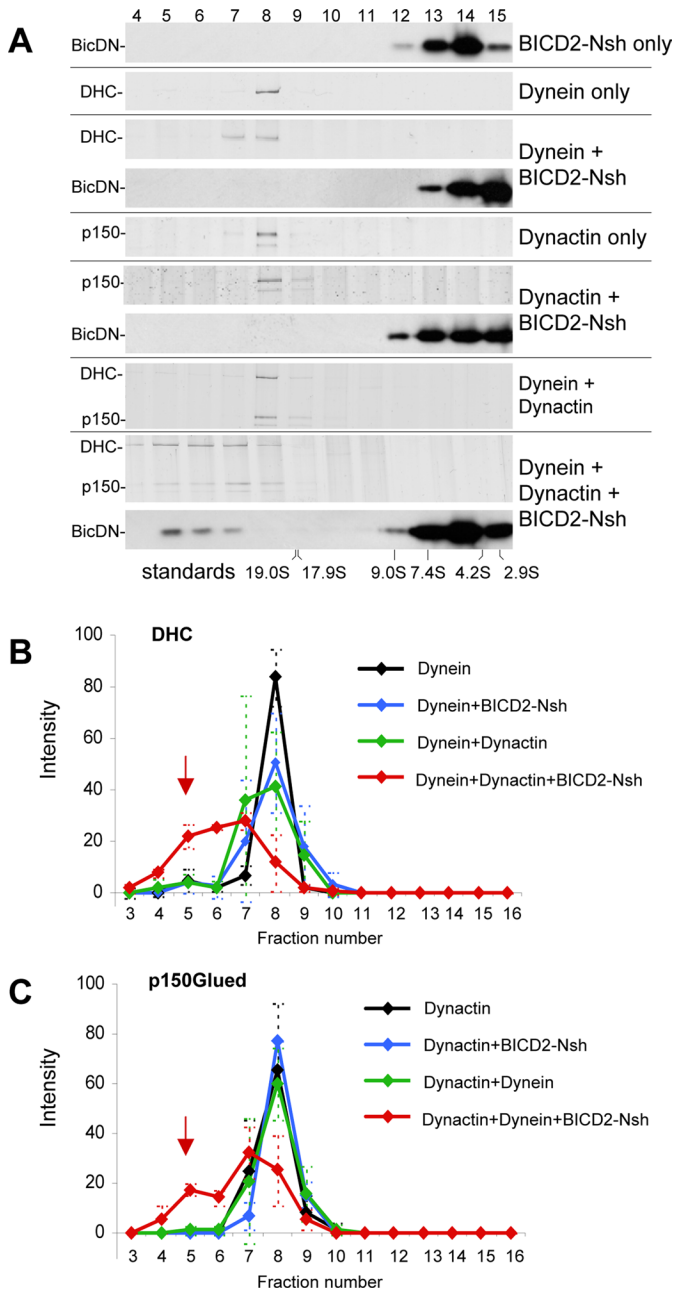 4 5 6 7 8 9 10 11 12 13 14 15
A
BicDN- BICD2-Nsh only
DHC- Dynein only
DHC-
Dynein +
BICD2-Nsh
BicDN-
p150- Dynactin only
p150-
Dynactin +
BICD2-Nsh
BicDN-
DHC-
Dynein +
Dynactin
p150-
DHC-
Dynein +
p150-
Dynactin +
BICD2-Nsh
BicDN-
standards 19.0S 17.9S 9.0S 7.4S 4.2S 2.9S
B
DHC
100
80
60
40
20
0
Intensity
Dynein
Dynein+BICD2-Nsh
Dynein+Dynactin
Dynein+Dynactin+BICD2-Nsh
3 4 5 6 7 8 9 10 11 12 13 14 15 16
Fraction number
C
p150Glued
100
80
60
40
20
0
Intensity
Dynactin
Dynactin+BICD2-Nsh
Dynactin+Dynein
Dynactin+Dynein+BICD2-Nsh
3 4 5 6 7 8 9 10 11 12 13 14 15 16
Fraction number